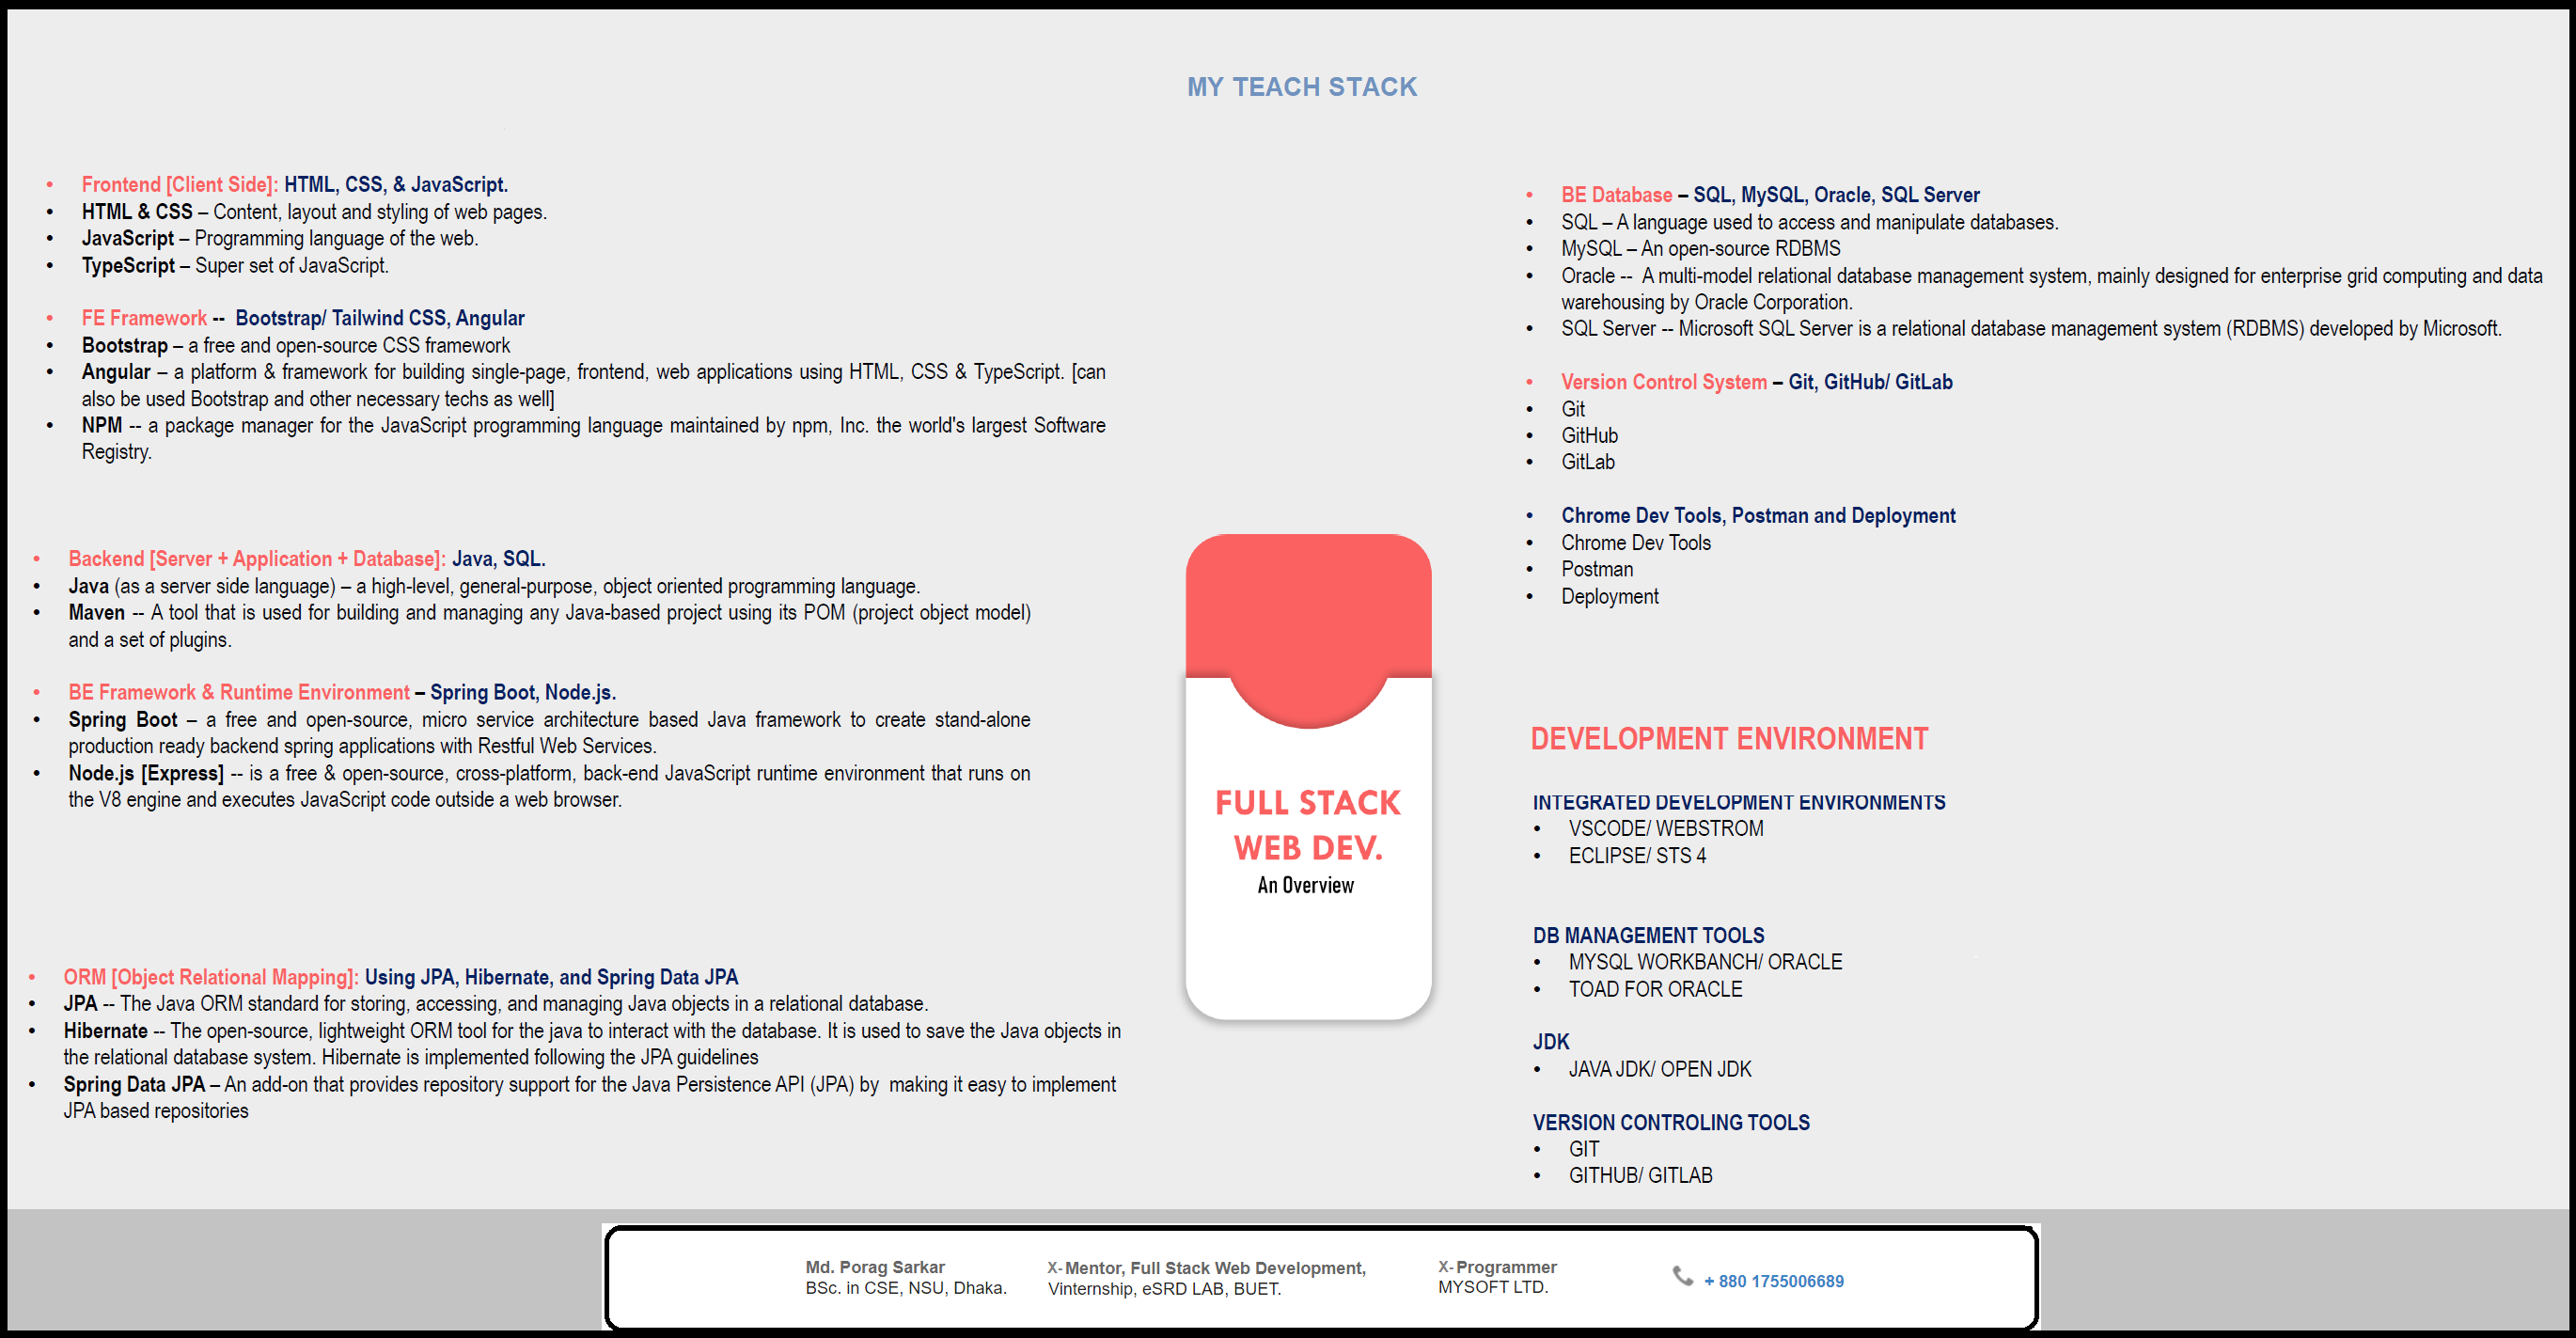 MY TEACH STACK
• Frontend [Client Side]: HTML, CSS, & JavaScript.
• HTML & CSS – Content, layout and styling of web pages.
• JavaScript – Programming language of the web.
• TypeScript – Super set of JavaScript.
• FE Framework -- Bootstrap/ Tailwind CSS, Angular
• Bootstrap – a free and open-source CSS framework
• Angular – a platform & framework for building single-page, frontend, web applications using HTML, CSS & TypeScript. [can
also be used Bootstrap and other necessary techs as well]
• NPM -- a package manager for the JavaScript programming language maintained by npm, Inc. the world's largest Software
Registry.
• Backend [Server + Application + Database]: Java, SQL.
• Java (as a server side language) – a high-level, general-purpose, object oriented programming language.
• Maven -- A tool that is used for building and managing any Java-based project using its POM (project object model)
and a set of plugins.
• BE Framework & Runtime Environment – Spring Boot, Node.js.
• Spring Boot – a free and open-source, micro service architecture based Java framework to create stand-alone
production ready backend spring applications with Restful Web Services.
• Node.js [Express] -- is a free & open-source, cross-platform, back-end JavaScript runtime environment that runs on
the V8 engine and executes JavaScript code outside a web browser.
• ORM [Object Relational Mapping]: Using JPA, Hibernate, and Spring Data JPA
• JPA -- The Java ORM standard for storing, accessing, and managing Java objects in a relational database.
• Hibernate -- The open-source, lightweight ORM tool for the java to interact with the database. It is used to save the Java objects in
the relational database system. Hibernate is implemented following the JPA guidelines
• Spring Data JPA – An add-on that provides repository support for the Java Persistence API (JPA) by making it easy to implement
JPA based repositories
FULL STACK
WEB DEV.
An Overview
• BE Database – SQL, MySQL, Oracle, SQL Server
• SQL – A language used to access and manipulate databases.
• MySQL – An open-source RDBMS
• Oracle -- A multi-model relational database management system, mainly designed for enterprise grid computing and data
warehousing by Oracle Corporation.
• SQL Server -- Microsoft SQL Server is a relational database management system (RDBMS) developed by Microsoft.
• Version Control System – Git, GitHub/ GitLab
• Git
• GitHub
• GitLab
• Chrome Dev Tools, Postman and Deployment
• Chrome Dev Tools
• Postman
• Deployment
DEVELOPMENT ENVIRONMENT
INTEGRATED DEVELOPMENT ENVIRONMENTS
• VSCODE/ WEBSTROM
• ECLIPSE/ STS 4
DB MANAGEMENT TOOLS
• MYSQL WORKBANCH/ ORACLE
• TOAD FOR ORACLE
JDK
• JAVA JDK/ OPEN JDK
VERSION CONTROLING TOOLS
• GIT
• GITHUB/ GITLAB
Md. Porag Sarkar
BSc. in CSE, NSU, Dhaka.
X-Mentor, Full Stack Web Development,
Vinternship, eSRD LAB, BUET.
X-Programmer
MYSOFT LTD.
+ 880 1755006689